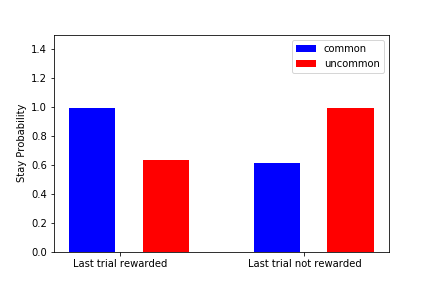 common
uncommon
Stay Probability
1.4
1.2
1.0
0.8
0.6
0.4
0.2
0.0
Last trial rewarded
Last trial not rewarded